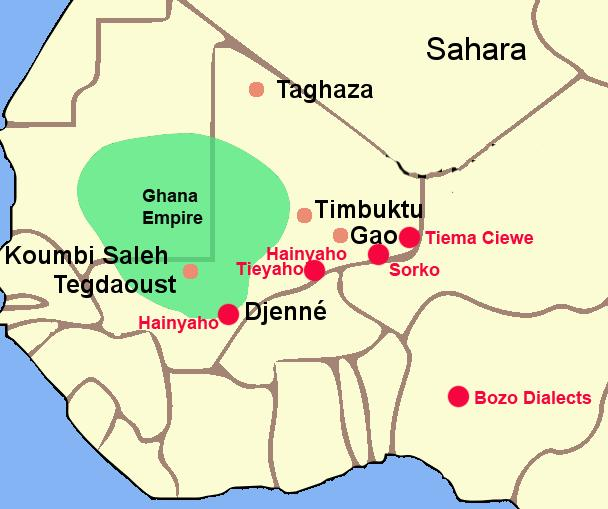 Sahara
Taghaza
Ghana
Empire
Timbuktu
Gao
Tiema Ciewe
Koumbi Saleh
Hainyaho
Tieyaho
Sorko
Tegdaoust
Djenné
Hainyaho
Bozo Dialects